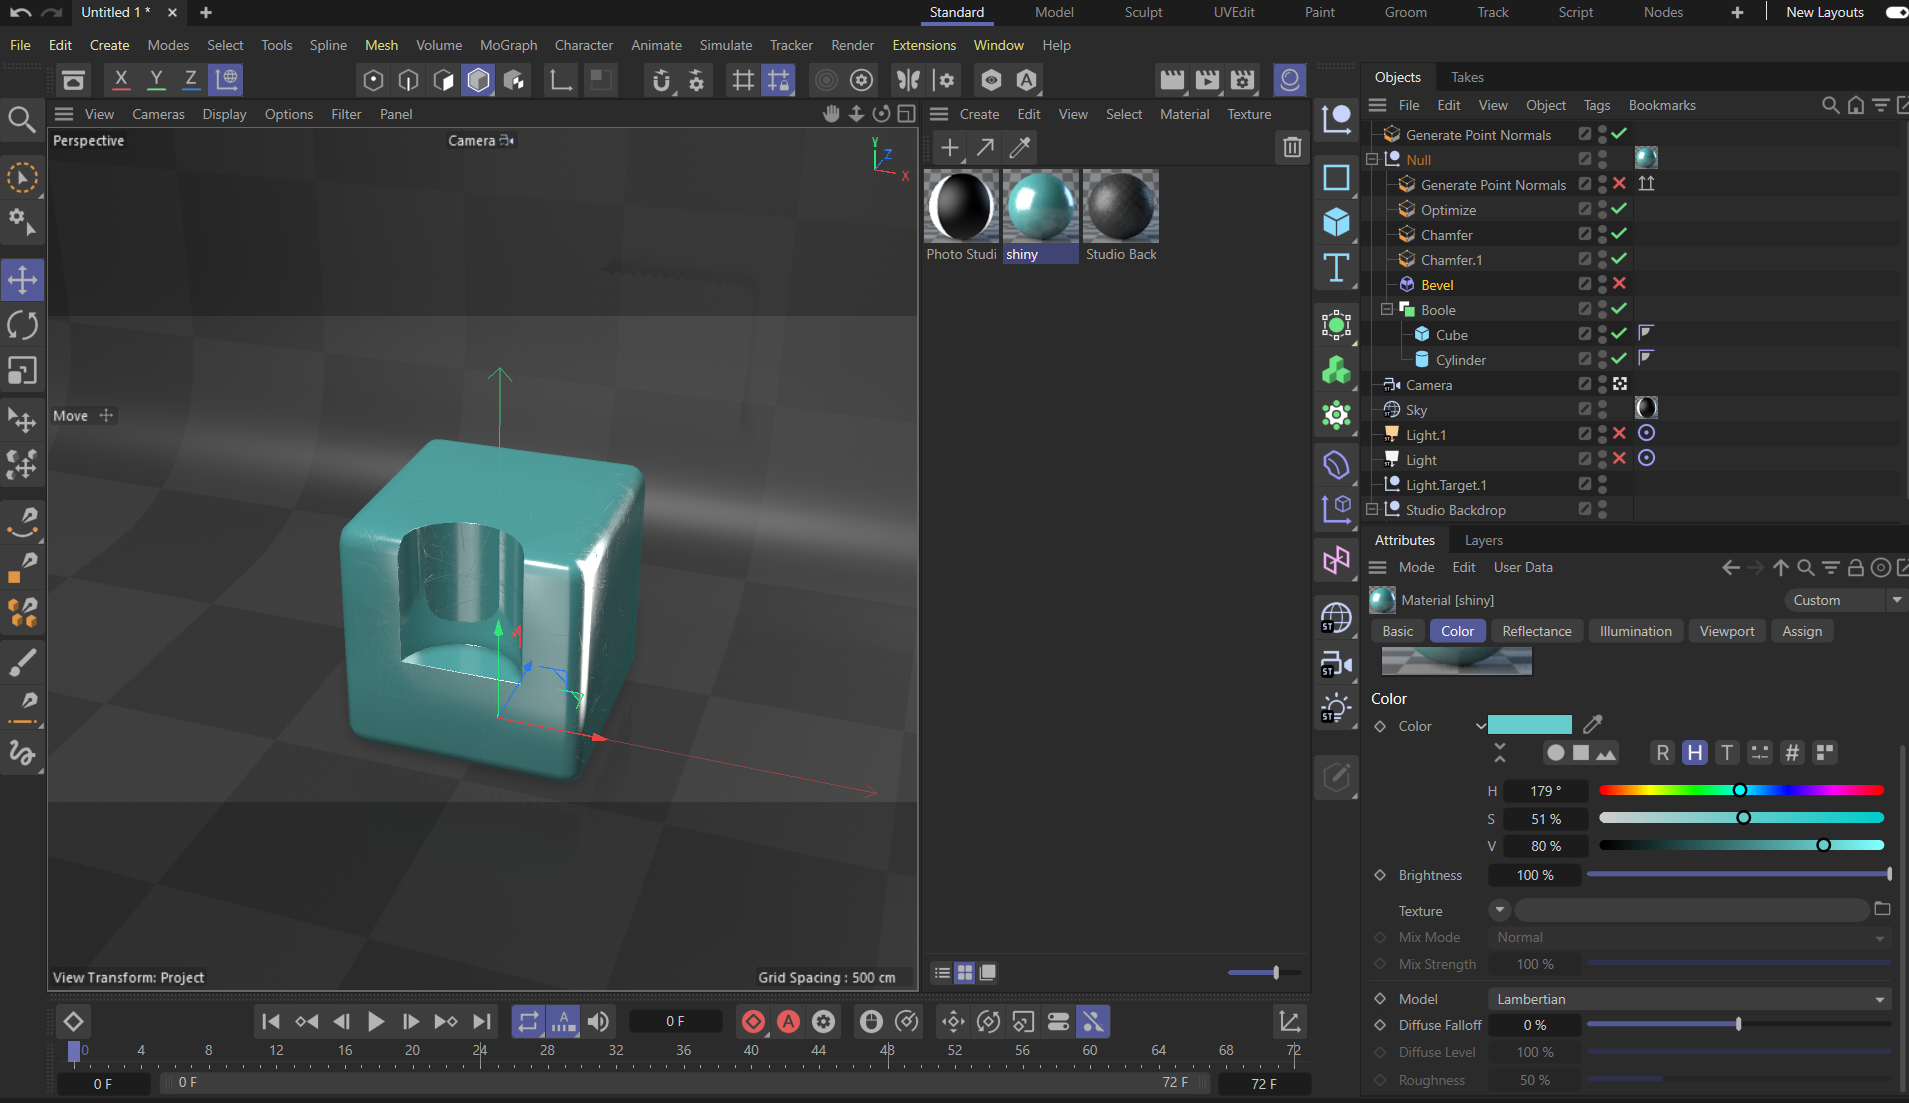 Untitled 1 *
Standard
Model
Sculpt
UVEdit
Paint
Groom
Track
Script
Nodes
New Layouts
File Edit Create Modes Select Tools Spline Mesh Volume MoGraph Character Animate Simulate Tracker Render Extensions Window Help
X Y Z
View Cameras Display Options Filter Panel
Perspective
Camera
Y
Z
X
Move
View Transform: Project
Grid Spacing : 500 cm
Create Edit View Select Material Texture
Photo Studi
shiny
Studio Back
ST
ST
ST
Objects Takes
File Edit View Object Tags Bookmarks
Generate Point Normals
Null
Generate Point Normals
Optimize
Chamfer
Chamfer.1
Bevel
Boole
Cube
Cylinder
Camera
Sky
Light.1
Light
Light.Target.1
Studio Backdrop
Attributes Layers
Mode Edit User Data
Material [shiny]
Custom
Basic Color Reflectance Illumination Viewport Assign
Color
Color
R H T #
H 179 °
S 51 %
V 80 %
Brightness 100 %
Texture
Mix Mode Normal
Mix Strength 100 %
Model Lambertian
Diffuse Falloff 0 %
Diffuse Level 100 %
Roughness 50 %
A
0 F
A
0 4 8 12 16 20 24 28 32 36 40 44 48 52 56 60 64 68 72
0 F
0 F
72 F
72 F